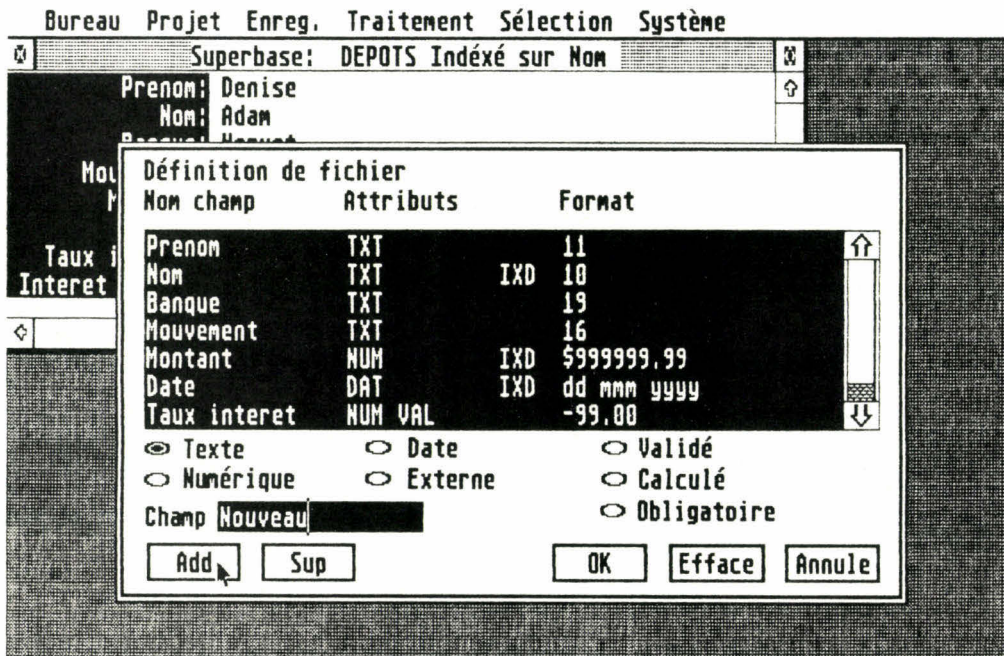 Bureau Projet Enreg. Traitement Sélection Système
Superbase: DEPOTS Indéxé sur Nom
Prenom: Denise
Nom: Adam
Taux i
Interet
Définition de fichier
Nom champ Attributs Format
Prenom TXT 11
Nom TXT IXD 10
Banque TXT 19
Mouvement TXT 16
Montant NUM IXD $999999.99
Date DAT IXD dd mmm yyyy
Taux interet NUM VAL -99.00
Texte Date Validé
Numérique Externe Calculé
Champ Nouveau Obligatoire
Add Sup OK Efface Annule